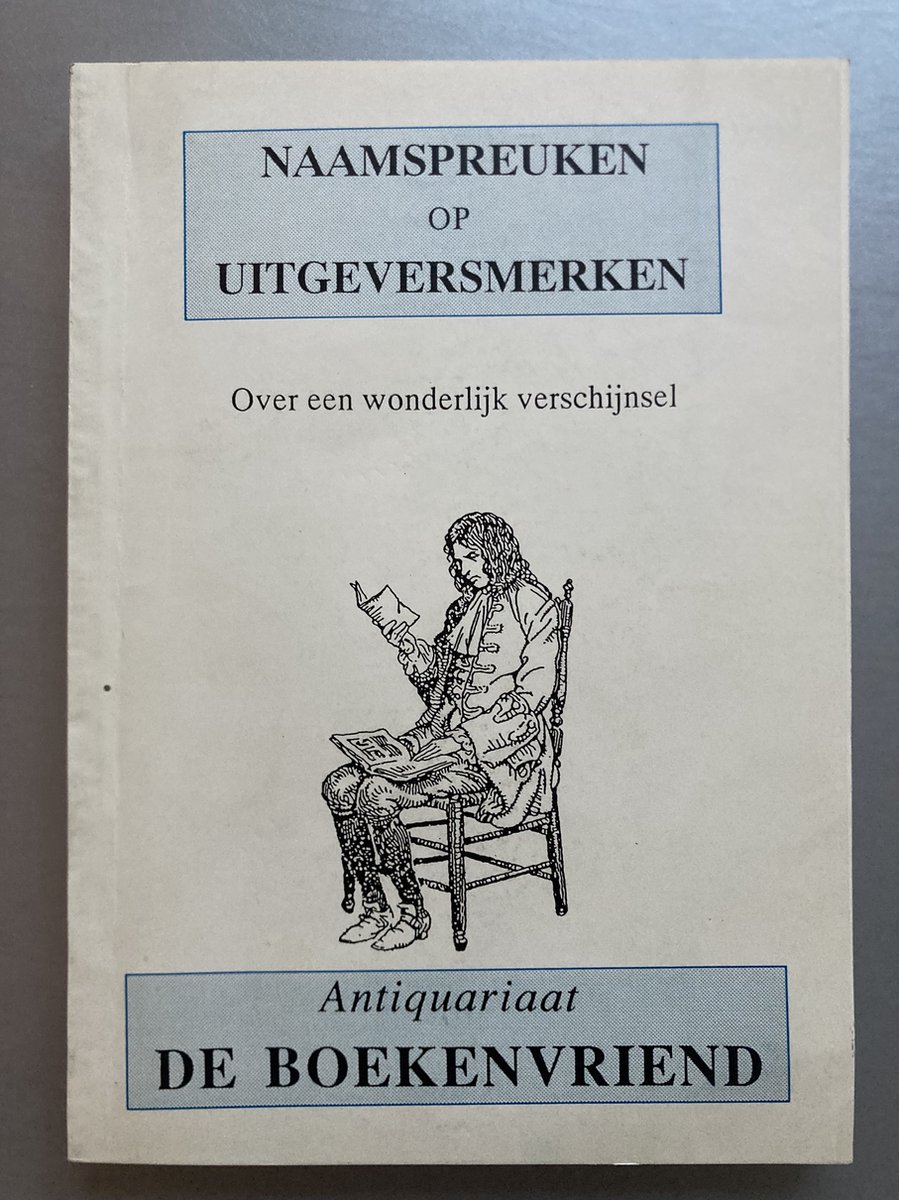 NAAMSPREUKEN
OP
UITGEVERSMERKEN
Over een wonderlijk verschijnsel
Antiquariaat
DE BOEKENVRIEND